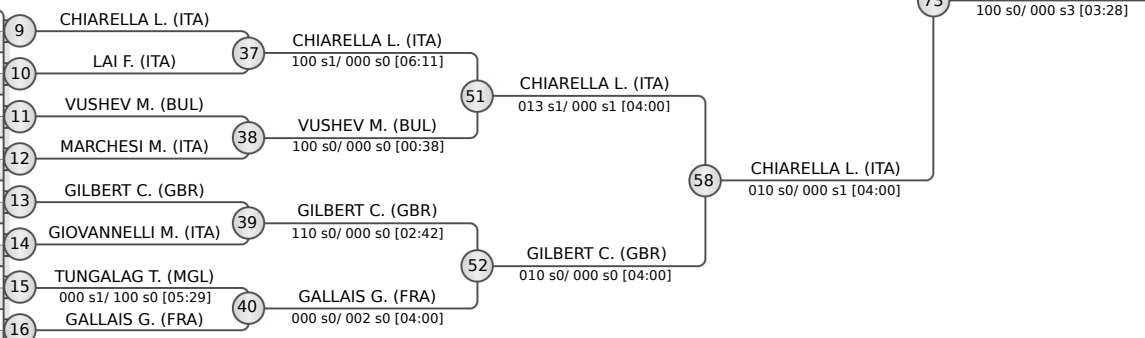 9
CHIARELLA L. (ITA)
10
LAI F. (ITA)
37
CHIARELLA L. (ITA)
100 s1/ 000 s0 [06:11]
11
VUSHEV M. (BUL)
12
MARCHESI M. (ITA)
38
VUSHEV M. (BUL)
100 s0/ 000 s0 [00:38]
51
CHIARELLA L. (ITA)
013 s1/ 000 s1 [04:00]
13
GILBERT C. (GBR)
14
GIOVANNELLI M. (ITA)
39
GILBERT C. (GBR)
110 s0/ 000 s0 [02:42]
15
TUNGALAG T. (MGL)
000 s1/ 100 s0 [05:29]
16
GALLAIS G. (FRA)
40
GALLAIS G. (FRA)
000 s0/ 002 s0 [04:00]
52
GILBERT C. (GBR)
010 s0/ 000 s0 [04:00]
58
CHIARELLA L. (ITA)
010 s0/ 000 s1 [04:00]
73
100 s0/ 000 s3 [03:28]